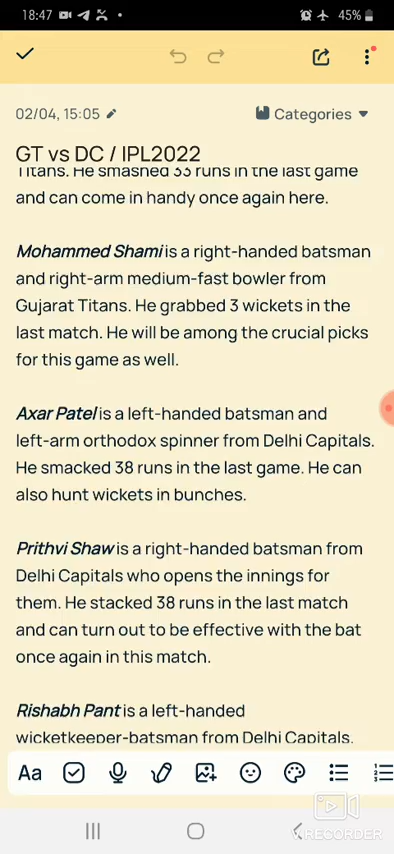 18:47
45%
02/04, 15:05
Categories
GT vs DC / IPL2022
Titans. He smashed 33 runs in the last game
and can come in handy once again here.
Mohammed Shami is a right-handed batsman
and right-arm medium-fast bowler from
Gujarat Titans. He grabbed 3 wickets in the
last match. He will be among the crucial picks
for this game as well.
Axar Patel is a left-handed batsman and
left-arm orthodox spinner from Delhi Capitals.
He smacked 38 runs in the last game. He can
also hunt wickets in bunches.
Prithvi Shaw is a right-handed batsman from
Delhi Capitals who opens the innings for
them. He stacked 38 runs in the last match
and can turn out to be effective with the bat
once again in this match.
Rishabh Pant is a left-handed
wicketkeeper-batsman from Delhi Capitals.
Aa
RECORDER